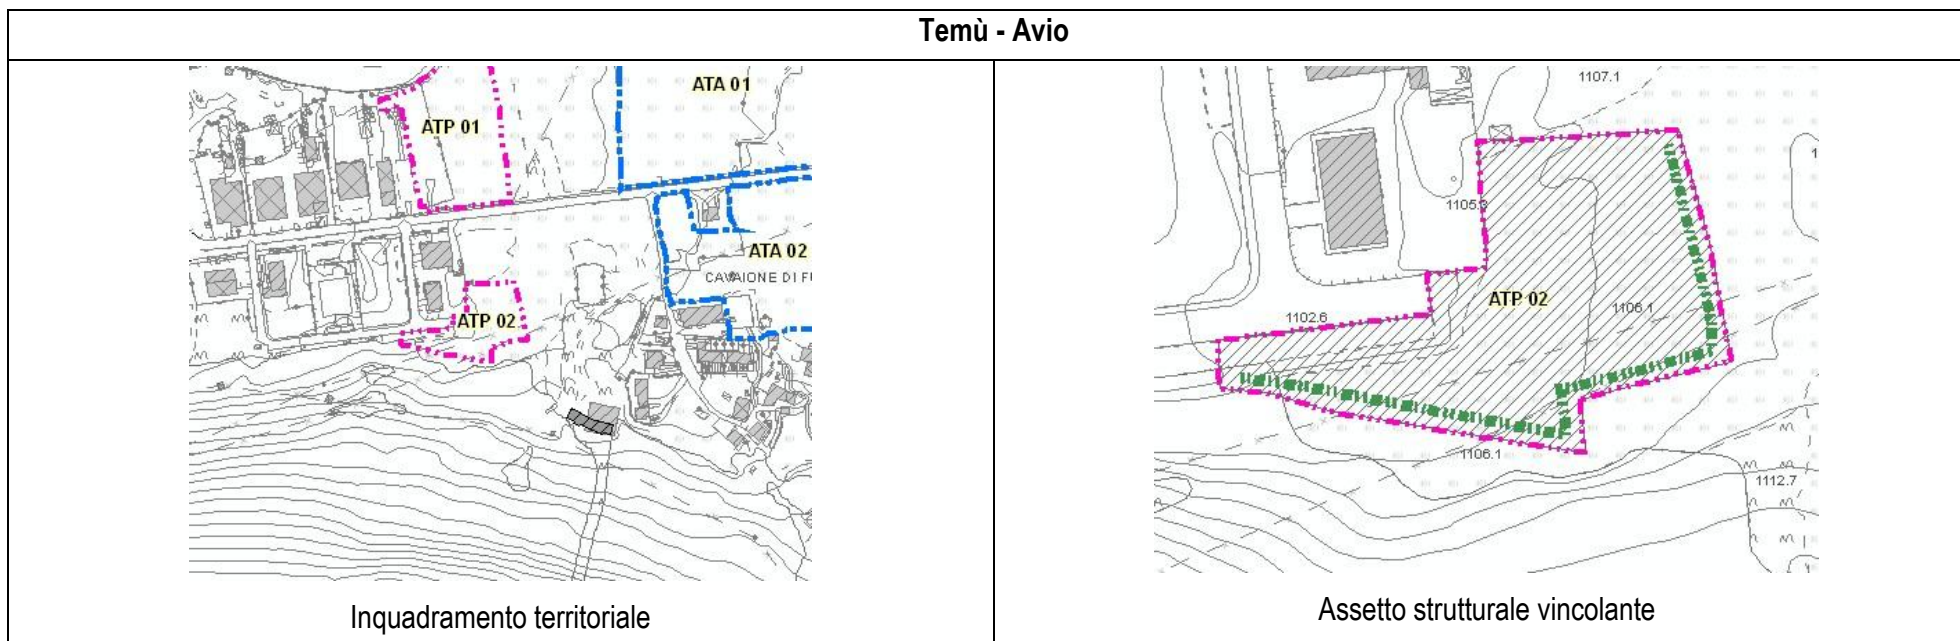 Temù - Avio
ATA 01
ATP 01
ATA 02
CAVAIONE DI FU
ATP 02
Inquadramento territoriale
1107.1
1105.3
ATP 02
1106.1
1102.6
1106.1
1112.7
Assetto strutturale vincolante